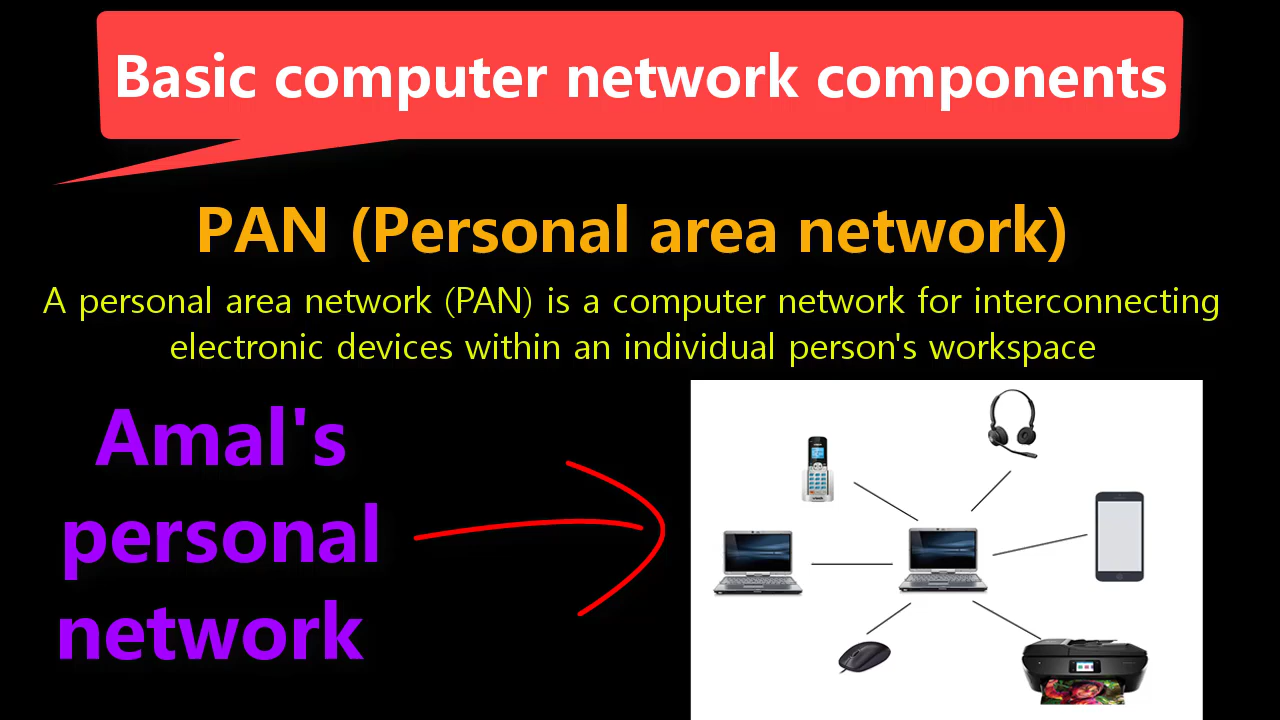 Basic computer network components
PAN (Personal area network)
A personal area network (PAN) is a computer network for interconnecting
electronic devices within an individual person's workspace
Amal's
personal
network